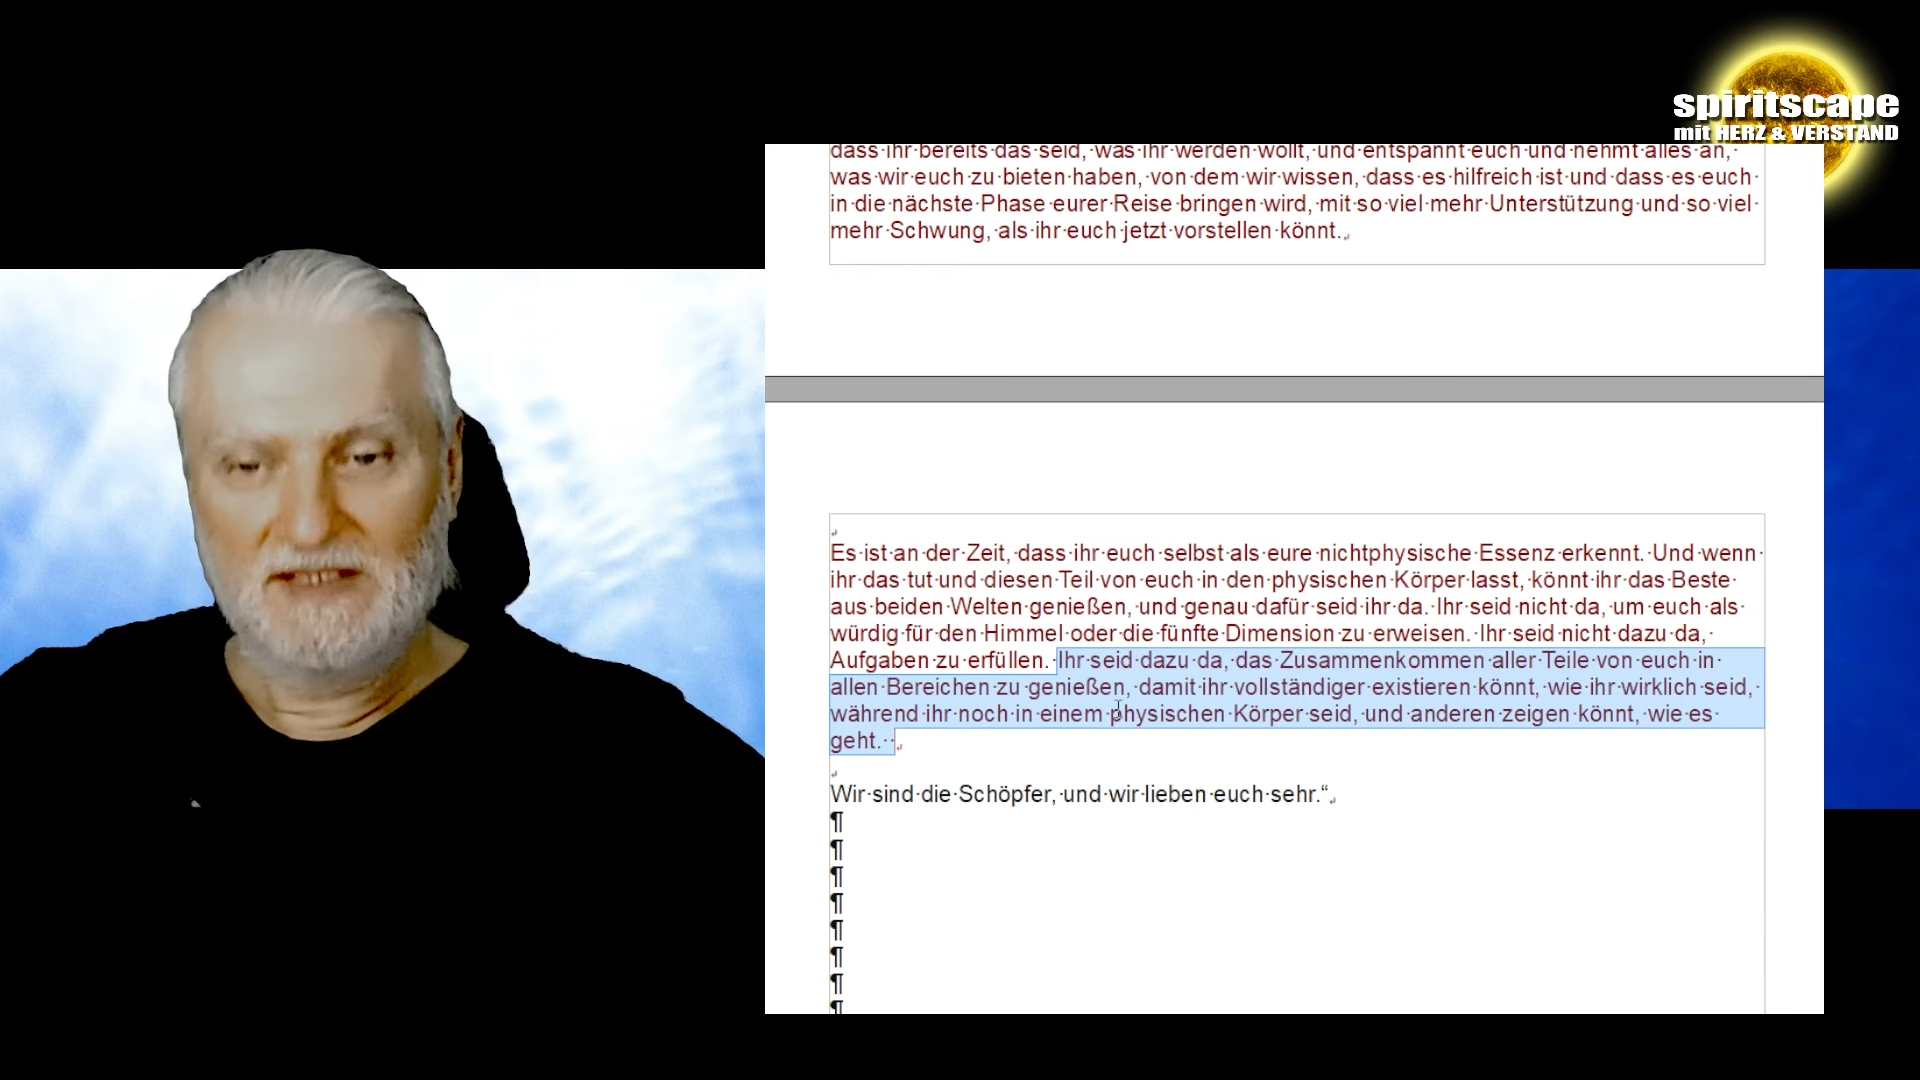 spiritscape
mit HERZ & VERSTAND
dass ihr bereits das seid, was ihr werden wollt, und entspannt euch und nehmt alles an,
was wir euch zu bieten haben, von dem wir wissen, dass es hilfreich ist und dass es euch
in die nächste Phase eurer Reise bringen wird, mit so viel mehr Unterstützung und so viel
mehr Schwung, als ihr euch jetzt vorstellen könnt.
Es ist an der Zeit, dass ihr euch selbst als eure nichtphysische Essenz erkennt. Und wenn
ihr das tut und diesen Teil von euch in den physischen Körper lasst, könnt ihr das Beste
aus beiden Welten genießen, und genau dafür seid ihr da. Ihr seid nicht da, um euch als
würdig für den Himmel oder die fünfte Dimension zu erweisen. Ihr seid nicht dazu da,
Aufgaben zu erfüllen. Ihr seid dazu da, das Zusammenkommen aller Teile von euch in
allen Bereichen zu genießen, damit ihr vollständiger existieren könnt, wie ihr wirklich seid,
während ihr noch in einem physischen Körper seid, und anderen zeigen könnt, wie es
geht.
Wir sind die Schöpfer, und wir lieben euch sehr.“
¶
¶
¶
¶
¶
¶
¶
¶